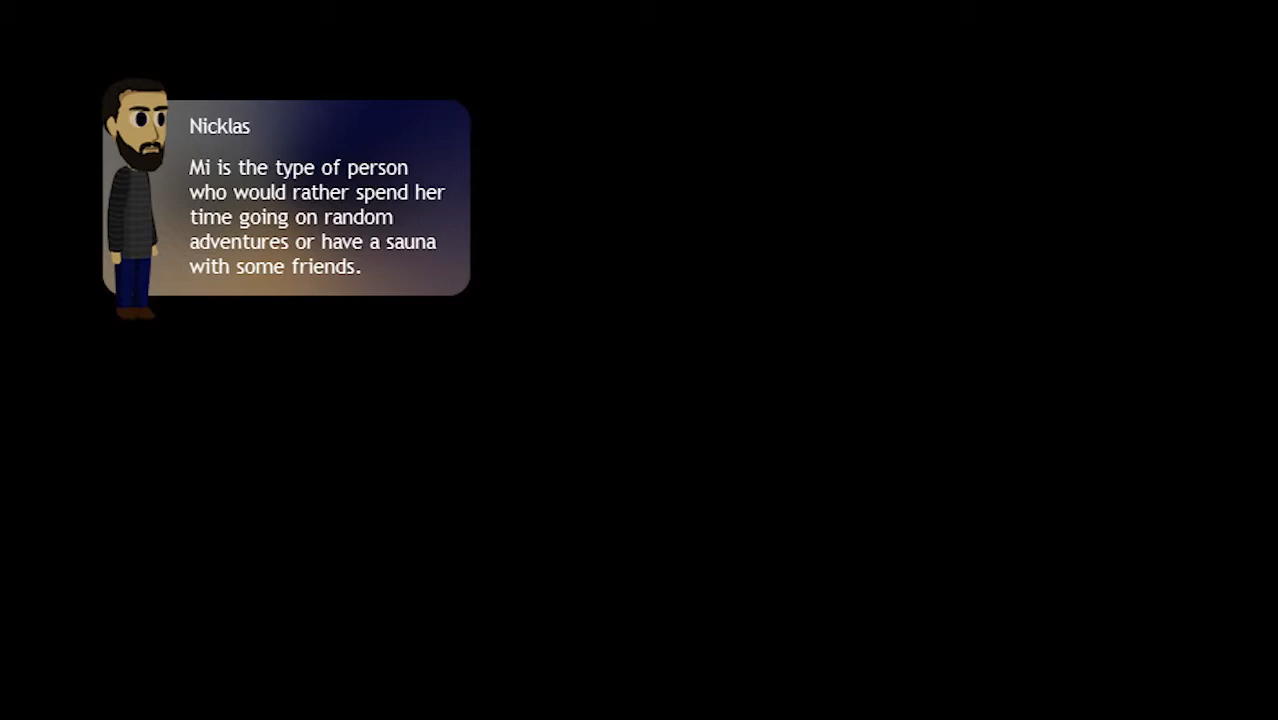 Nicklas
Mi is the type of person
who would rather spend her
time going on random
adventures or have a sauna
with some friends.